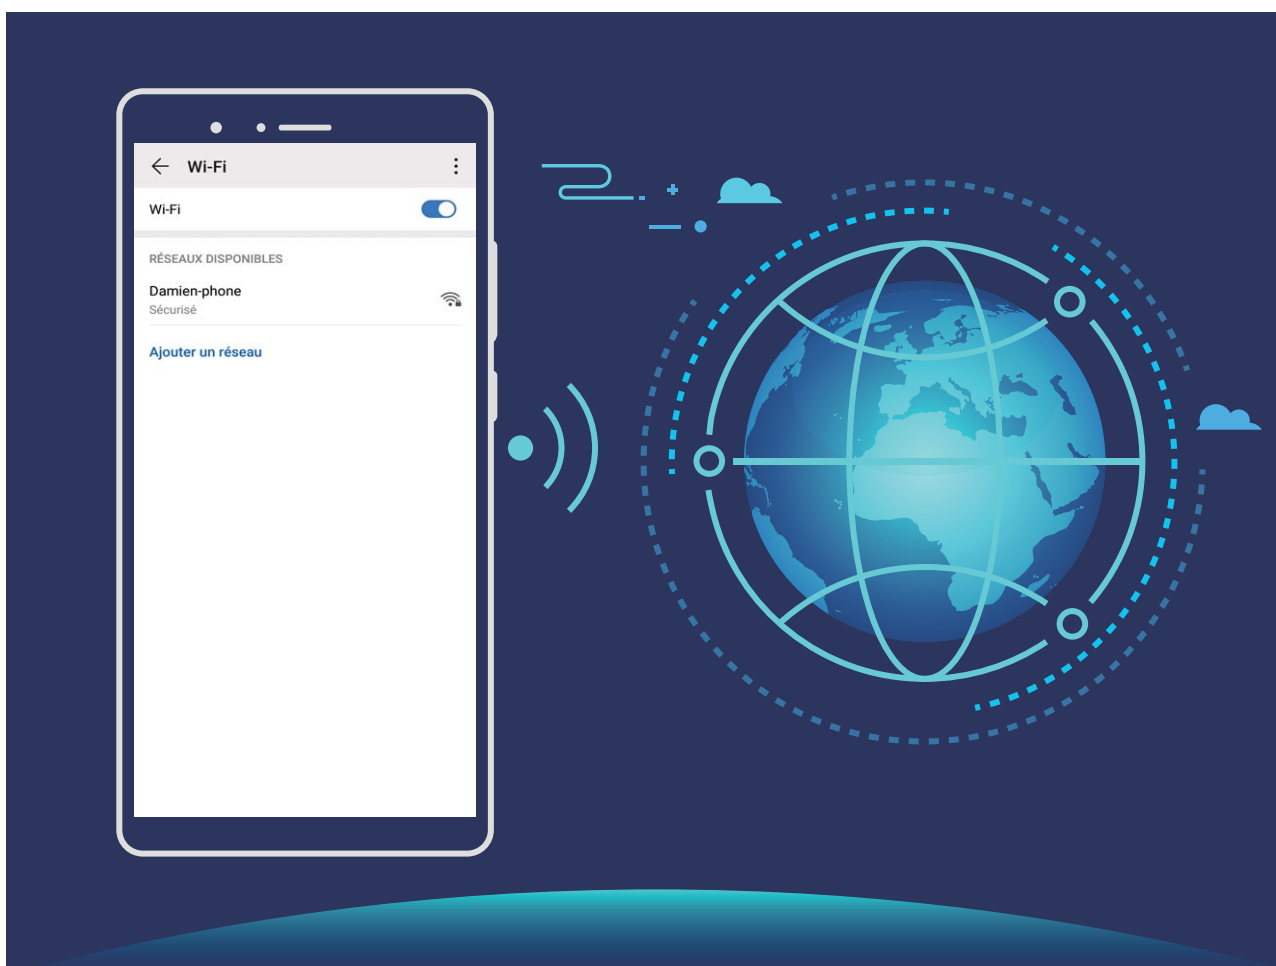 Wi-Fi
Wi-Fi
RÉSEAUX DISPONIBLES
Damien-phone
Sécurisé
Ajouter un réseau